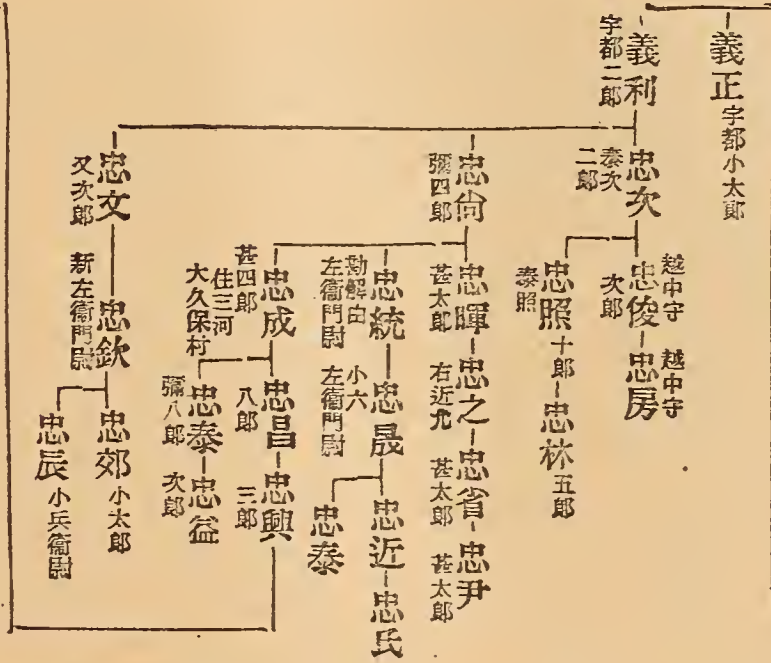 義正 宇都小太郎
義利 宇都二郎
忠次 泰次 二郎
忠俊 越中守 次郎
忠房 越中守
忠照 十郎 泰照
忠林 五郎
忠尙 彌四郎
忠暉 甚太郎
忠之 右近允
忠省 甚太郎
忠尹 甚太郎
忠統 勘解由 左衞門尉
忠晟 小六 左衞門尉
忠近
忠氏
忠泰
忠成 甚四郎 住三河 大久保村
忠昌 八郎
忠興 三郎
忠泰 彌八郎
忠益 次郎
忠文 又次郎
忠欽 新左衞門尉
忠郊 小太郎
忠辰 小兵衞尉